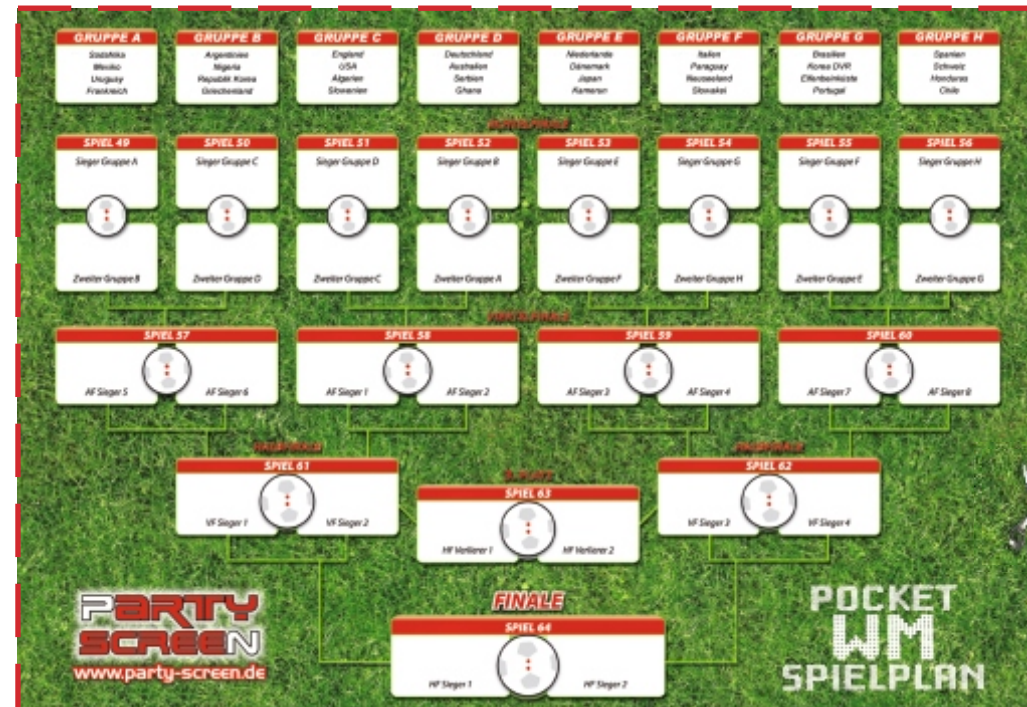 GRUPPE A
Südafrika
Mexiko
Uruguay
Frankreich
GRUPPE B
Argentinien
Nigeria
Republik Korea
Griechenland
GRUPPE C
England
USA
Algerien
Slowenien
GRUPPE D
Deutschland
Australien
Serbien
Ghana
GRUPPE E
Niederlande
Dänemark
Japan
Kamerun
GRUPPE F
Italien
Paraguay
Neuseeland
Slowakei
GRUPPE G
Brasilien
Korea DVR
Elfenbeinküste
Portugal
GRUPPE H
Spanien
Schweiz
Honduras
Chile
ACHTELFINALE
SPIEL 49
Sieger Gruppe A
Zweiter Gruppe B
SPIEL 50
Sieger Gruppe C
Zweiter Gruppe D
SPIEL 51
Sieger Gruppe D
Zweiter Gruppe C
SPIEL 52
Sieger Gruppe B
Zweiter Gruppe A
SPIEL 53
Sieger Gruppe E
Zweiter Gruppe F
SPIEL 54
Sieger Gruppe G
Zweiter Gruppe H
SPIEL 55
Sieger Gruppe F
Zweiter Gruppe E
SPIEL 56
Sieger Gruppe H
Zweiter Gruppe G
VIERTELFINALE
SPIEL 57
AF Sieger 5
AF Sieger 6
SPIEL 58
AF Sieger 1
AF Sieger 2
SPIEL 59
AF Sieger 3
AF Sieger 4
SPIEL 60
AF Sieger 7
AF Sieger 8
HALBFINALE
SPIEL 61
VF Sieger 1
VF Sieger 2
3. PLATZ
SPIEL 63
HF Verlierer 1
HF Verlierer 2
HALBFINALE
SPIEL 62
VF Sieger 3
VF Sieger 4
FINALE
SPIEL 64
HF Sieger 1
HF Sieger 2
PARTY
SCREEN
www.party-screen.de
POCKET
WM
SPIELPLAN